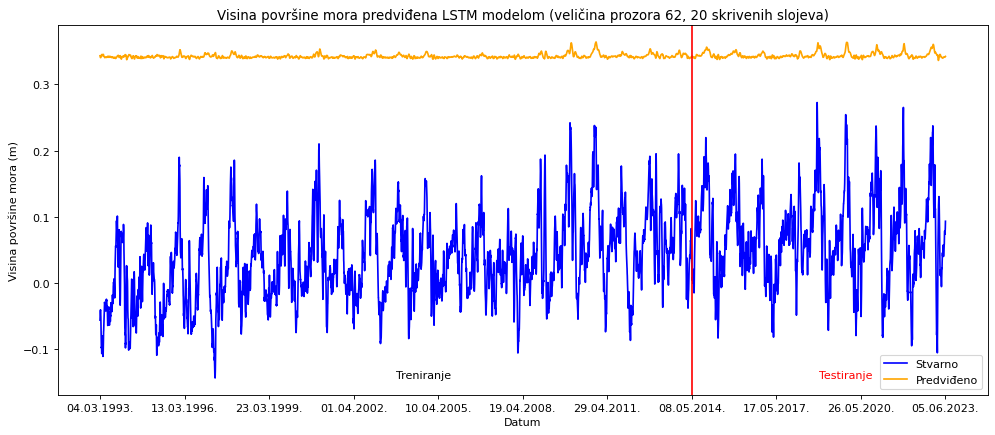 Visina površine mora predviđena LSTM modelom (veličina prozora 62, 20 skrivenih slojeva)
Visina površine mora (m)
0.3
0.2
0.1
0.0
−0.1
Treniranje
Testiranje
Stvarno
Predviđeno
04.03.1993.
13.03.1996.
23.03.1999.
01.04.2002.
10.04.2005.
19.04.2008.
29.04.2011.
08.05.2014.
17.05.2017.
26.05.2020.
05.06.2023.
Datum